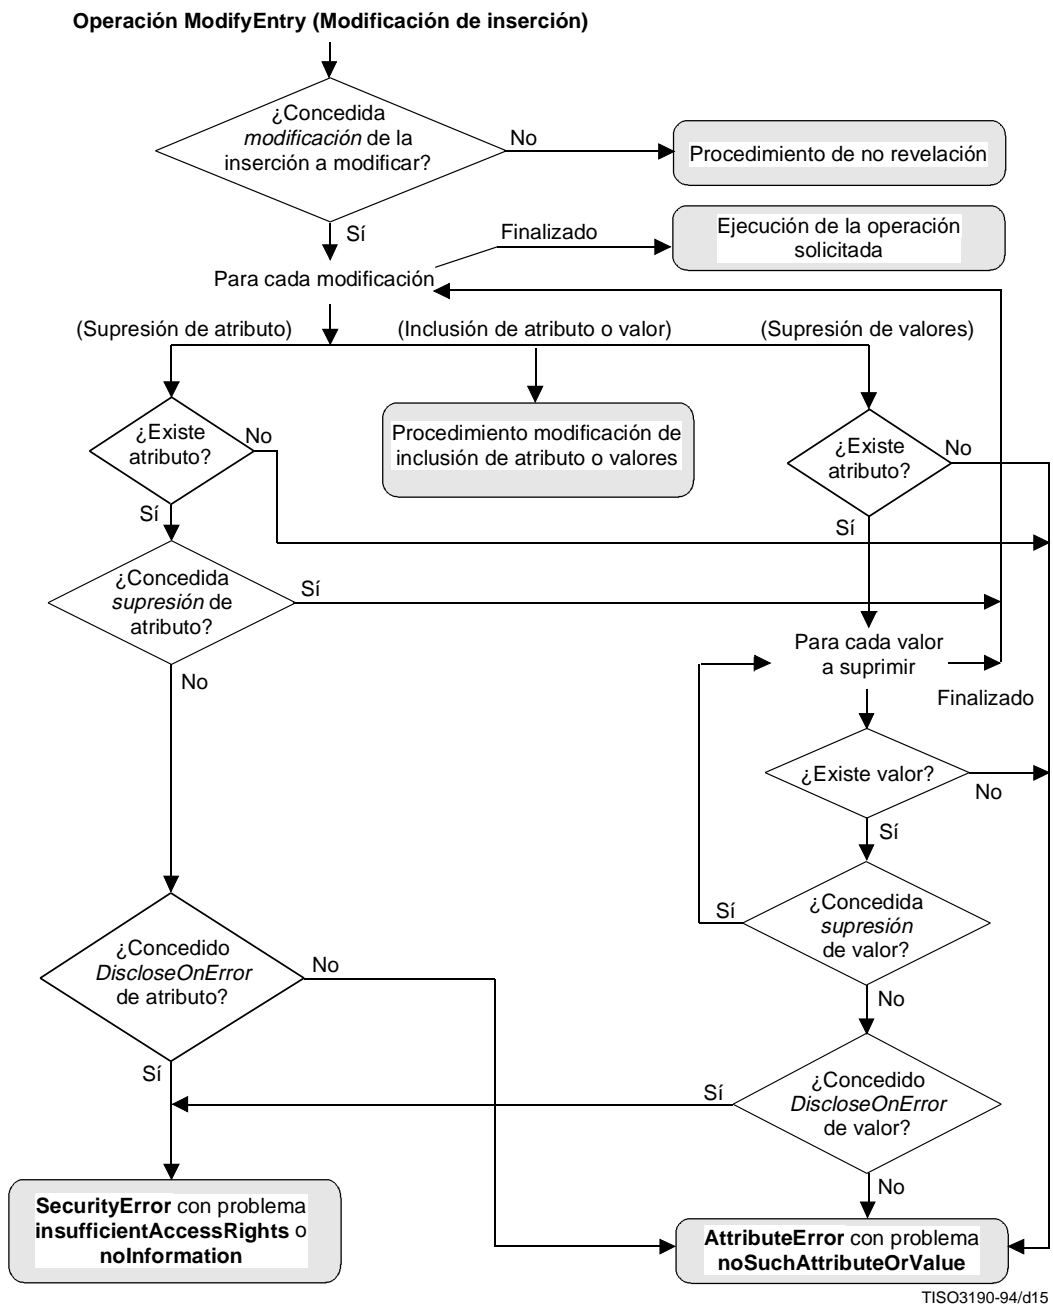 Operación ModifyEntry (Modificación de inserción)
¿Concedida
modificación de la
inserción a modificar?
No
Procedimiento de no revelación
Sí
Finalizado
Ejecución de la operación
solicitada
Para cada modificación
(Supresión de atributo)
(Inclusión de atributo o valor)
(Supresión de valores)
¿Existe
atributo?
No
Procedimiento modificación de
inclusión de atributo o valores
¿Existe
atributo?
No
Sí
Sí
¿Concedida
supresión de
atributo?
Sí
No
Para cada valor
a suprimir
Finalizado
¿Existe valor?
No
Sí
¿Concedida
supresión
de valor?
Sí
No
¿Concedido
DiscloseOnError
de atributo?
No
Sí
¿Concedido
DiscloseOnError
de valor?
Sí
No
SecurityError con problema
insufficientAccessRights o
noInformation
AttributeError con problema
noSuchAttributeOrValue
TISO3190-94/d15